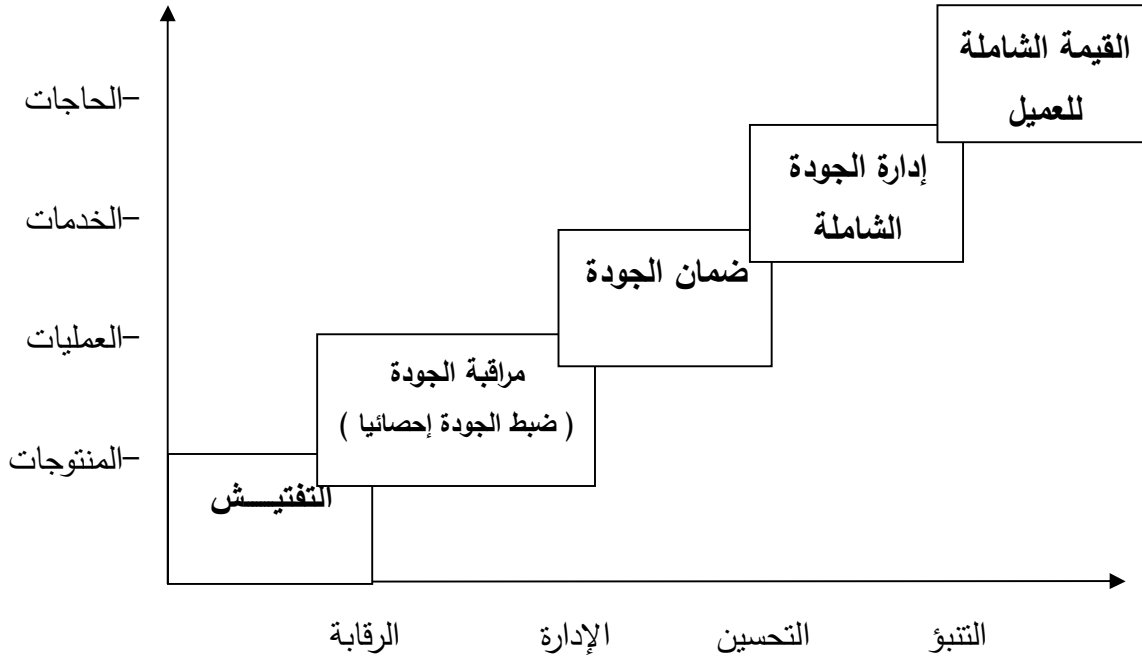 القيمة الشاملة
للعميل
الحاجات
إدارة الجودة
الشاملة
الخدمات
ضمان الجودة
العمليات
مراقبة الجودة
( ضبط الجودة إحصائيا )
المنتوجات
التفتيـــــش
الرقابة
الإدارة
التحسين
التنبؤ